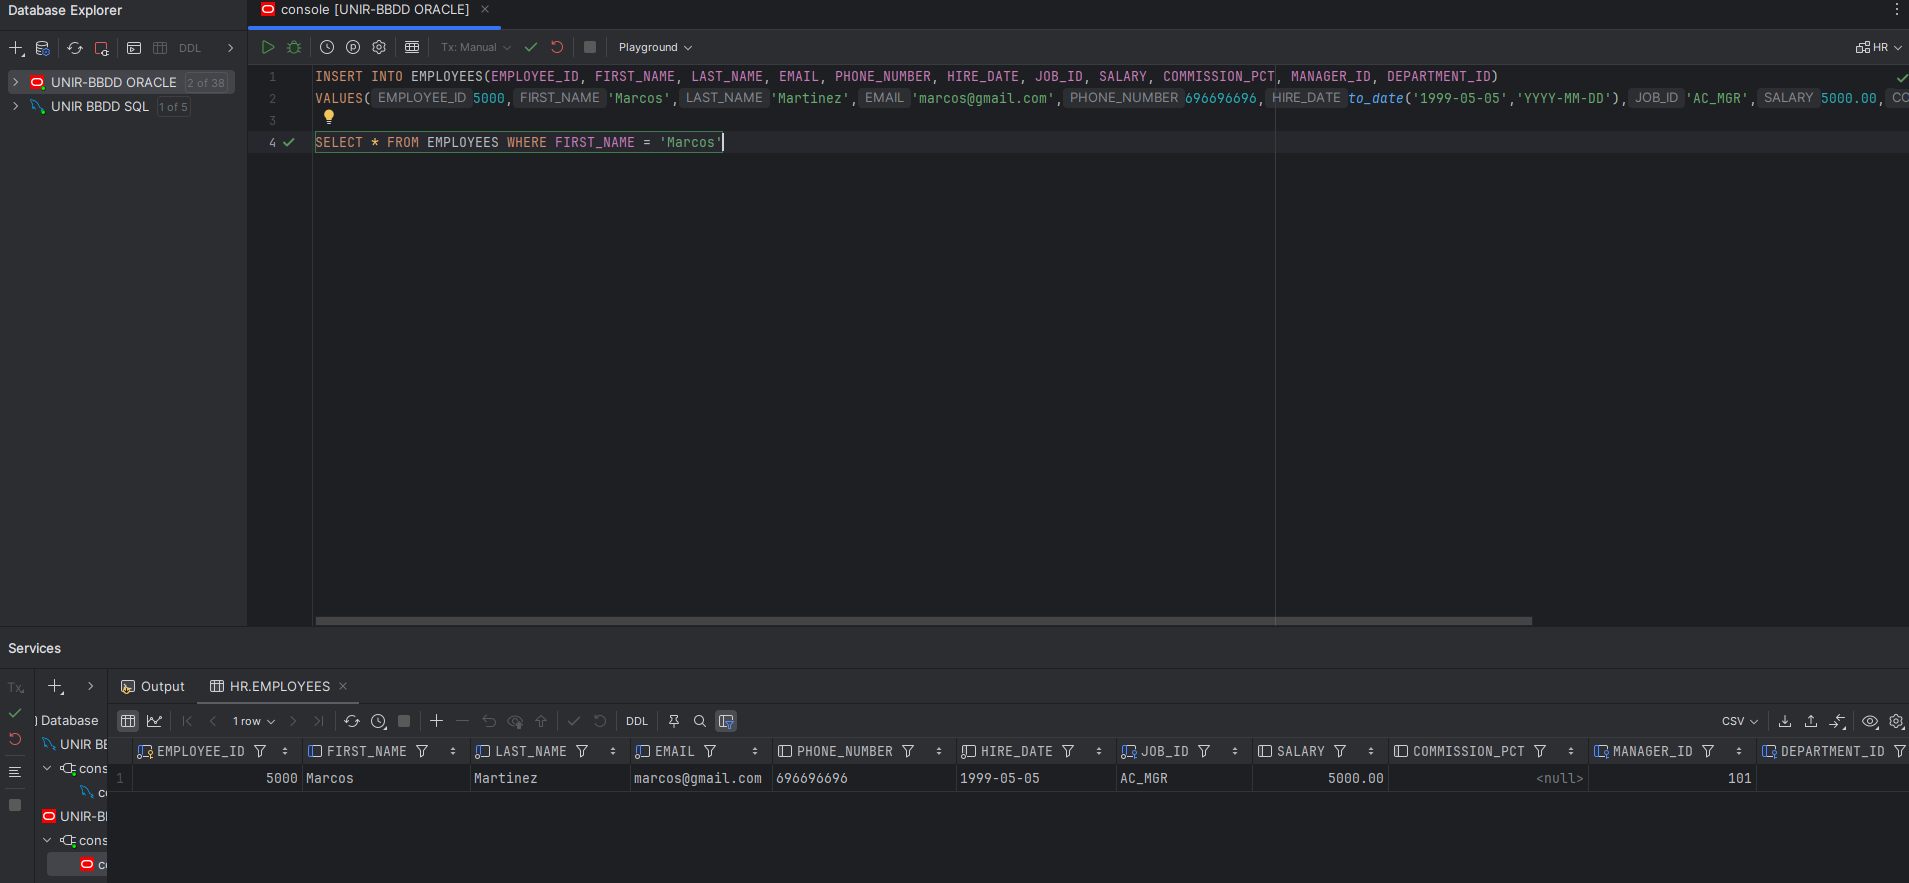 Database Explorer
console [UNIR-BBDD ORACLE]
DDL
Tx: Manual
Playground
HR
UNIR-BBDD ORACLE 2 of 38
UNIR BBDD SQL 1 of 5
1 INSERT INTO EMPLOYEES(EMPLOYEE_ID, FIRST_NAME, LAST_NAME, EMAIL, PHONE_NUMBER, HIRE_DATE, JOB_ID, SALARY, COMMISSION_PCT, MANAGER_ID, DEPARTMENT_ID)
2 VALUES( EMPLOYEE_ID 5000, FIRST_NAME 'Marcos', LAST_NAME 'Martinez', EMAIL 'marcos@gmail.com', PHONE_NUMBER 696696696, HIRE_DATE to_date('1999-05-05','YYYY-MM-DD'), JOB_ID 'AC_MGR', SALARY 5000.00, CO
3
4 SELECT * FROM EMPLOYEES WHERE FIRST_NAME = 'Marcos'
Services
Tx
Output
HR.EMPLOYEES
Database
1 row
DDL
CSV
UNIR BE
cons
co
UNIR-BI
cons
co
EMPLOYEE_ID FIRST_NAME LAST_NAME EMAIL PHONE_NUMBER HIRE_DATE JOB_ID SALARY COMMISSION_PCT MANAGER_ID DEPARTMENT_ID
1 5000 Marcos Martinez marcos@gmail.com 696696696 1999-05-05 AC_MGR 5000.00 <null> 101